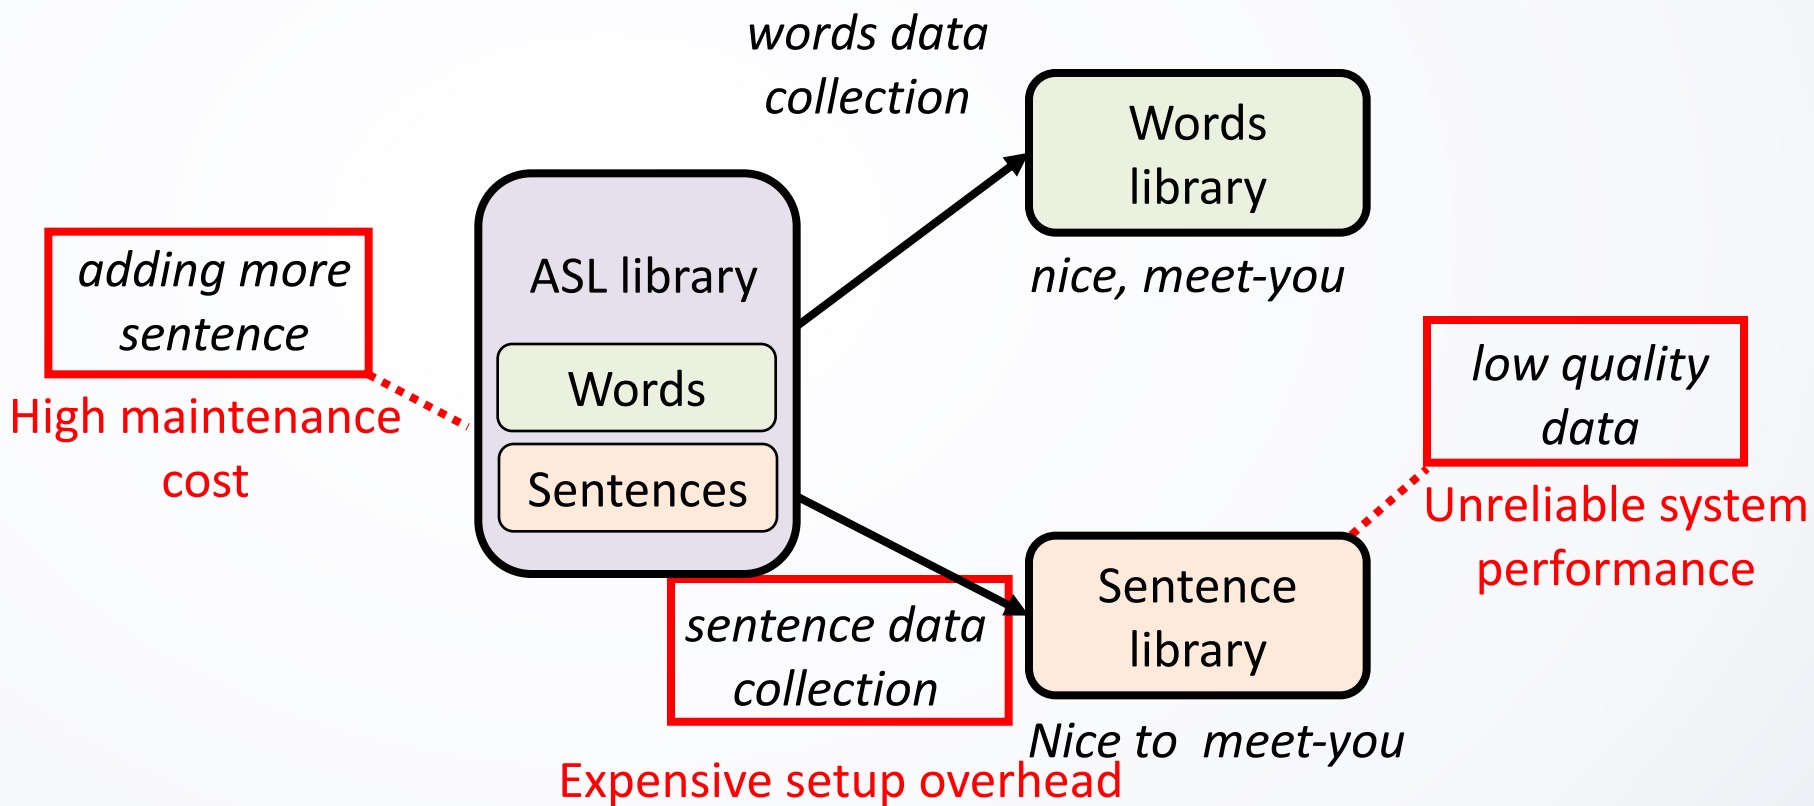 words data
collection
Words
library
nice, meet-you
adding more
sentence
High maintenance
cost
ASL library
Words
Sentences
low quality
data
Unreliable system
performance
sentence data
collection
Expensive setup overhead
Sentence
library
Nice to  meet-you